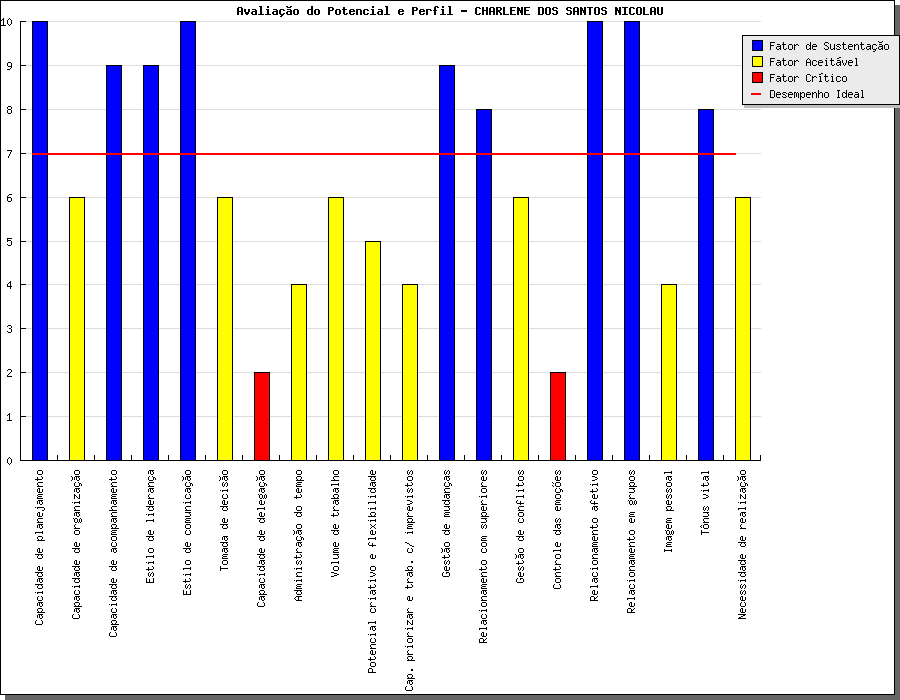 Avaliação do Potencial e Perfil - CHARLENE DOS SANTOS NICOLAU
Fator de Sustentação
Fator Aceitável
Fator Crítico
Desempenho Ideal
10
9
8
7
6
5
4
3
2
1
0
Capacidade de planejamento
Capacidade de organização
Capacidade de acompanhamento
Estilo de liderança
Estilo de comunicação
Tomada de decisão
Capacidade de delegação
Administração do tempo
Volume de trabalho
Potencial criativo e flexibilidade
Cap. priorizar e trab. c/ imprevistos
Gestão de mudanças
Relacionamento com superiores
Gestão de conflitos
Controle das emoções
Relacionamento afetivo
Relacionamento em grupos
Imagem pessoal
Tônus vital
Necessidade de realização